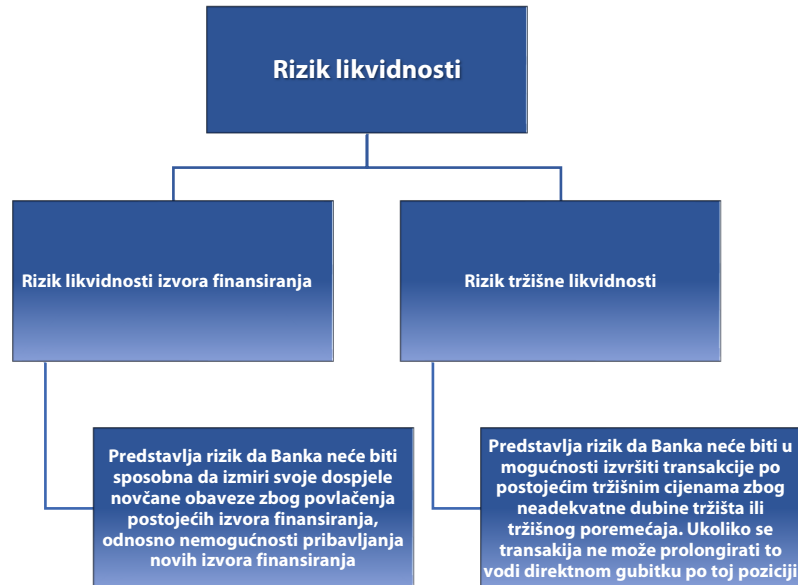 Rizik likvidnosti
Rizik likvidnosti izvora finansiranja
Rizik tržišne likvidnosti
Predstavlja rizik da Banka neće biti
sposobna da izmiri svoje dospjele
novčane obaveze zbog povlačenja
postojećih izvora finansiranja,
odnosno nemogućnosti pribavljanja
novih izvora finansiranja
Predstavlja rizik da Banka neće biti u
mogućnosti izvršiti transakcije po
postojećim tržišnim cijenama zbog
neadekvatne dubine tržišta ili
tržišnog poremećaja. Ukoliko se
transakija ne može prolongirati to
vodi direktnom gubitku po toj poziciji